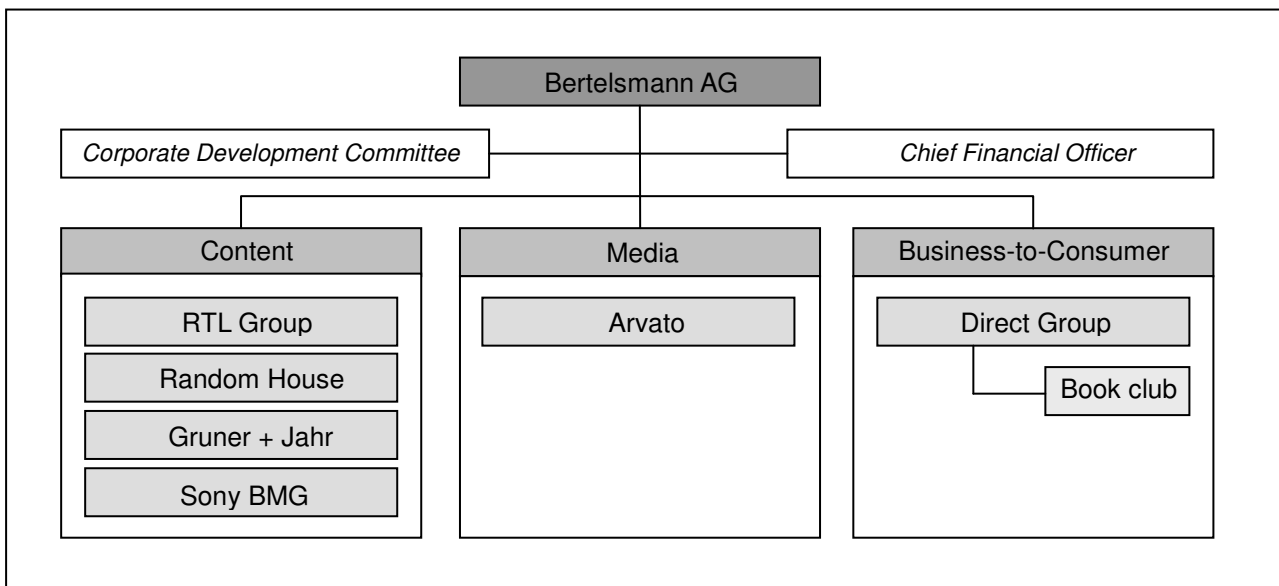 Bertelsmann AG
Corporate Development Committee
Chief Financial Officer
Content
Media
Business-to-Consumer
RTL Group
Random House
Gruner + Jahr
Sony BMG
Arvato
Direct Group
Book club